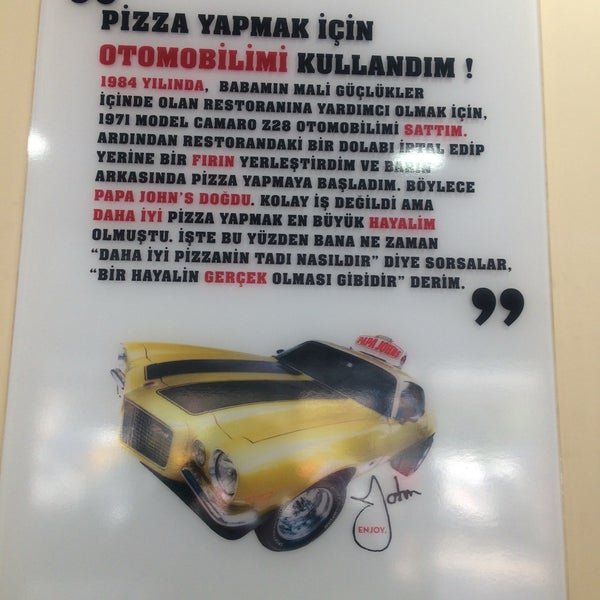 “
PİZZA YAPMAK İÇİN
OTOMOBİLİMİ KULLANDIM !
1984 YILINDA, BABAMIN MALİ GÜÇLÜKLER
İÇİNDE OLAN RESTORANINA YARDIMCI OLMAK İÇİN,
1971 MODEL CAMARO Z28 OTOMOBİLİMİ SATTIM.
ARDINDAN RESTORANDAKİ BİR DOLABI İPTAL EDİP
YERİNE BİR FIRIN YERLEŞTİRDİM VE BARIN
ARKASINDA PİZZA YAPMAYA BAŞLADIM. BÖYLECE
PAPA JOHN'S DOĞDU. KOLAY İŞ DEĞİLDİ AMA
DAHA İYİ PİZZA YAPMAK EN BÜYÜK HAYALİM
OLMUŞTU. İŞTE BU YÜZDEN BANA NE ZAMAN
“DAHA İYİ PİZZANİN TADI NASILDIR” DİYE SORSALAR,
“BİR HAYALİN GERÇEK OLMASI GİBİDİR” DERİM.
”
PAPA JOHNS
John
ENJOY.